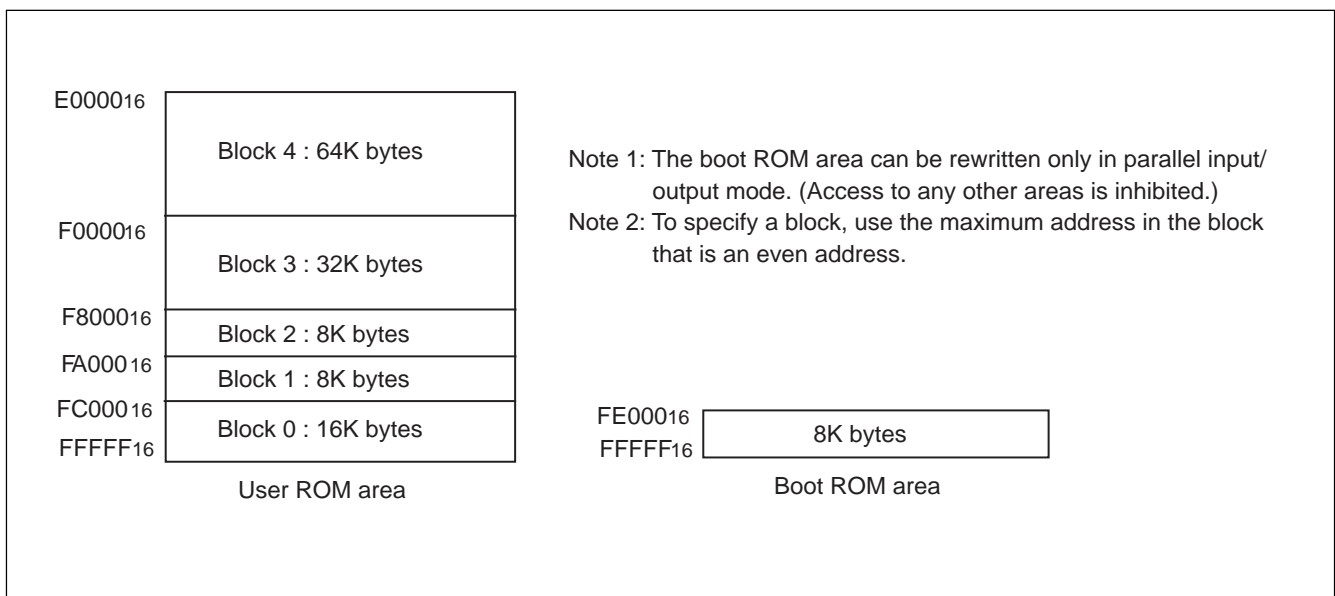 E000016
Block 4 : 64K bytes
F000016
Block 3 : 32K bytes
F800016
Block 2 : 8K bytes
FA00016
Block 1 : 8K bytes
FC00016
Block 0 : 16K bytes
FFFFF16
User ROM area
Note 1: The boot ROM area can be rewritten only in parallel input/
output mode. (Access to any other areas is inhibited.)
Note 2: To specify a block, use the maximum address in the block
that is an even address.
FE00016
8K bytes
FFFFF16
Boot ROM area